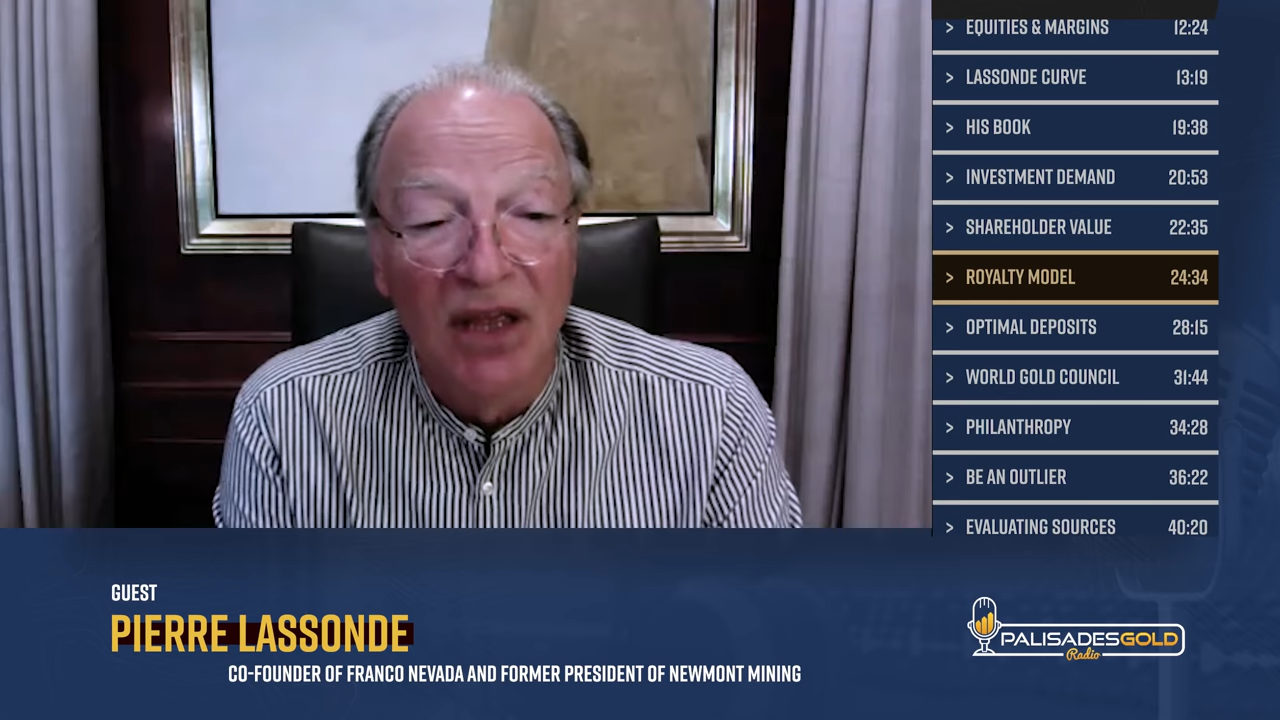 > EQUITIES & MARGINS 12:24
> LASSONDE CURVE 13:19
> HIS BOOK 19:38
> INVESTMENT DEMAND 20:53
> SHAREHOLDER VALUE 22:35
> ROYALTY MODEL 24:34
> OPTIMAL DEPOSITS 28:15
> WORLD GOLD COUNCIL 31:44
> PHILANTHROPY 34:28
> BE AN OUTLIER 36:22
> EVALUATING SOURCES 40:20
GUEST
PIERRE LASSONDE
CO-FOUNDER OF FRANCO NEVADA AND FORMER PRESIDENT OF NEWMONT MINING
PALISADESGOLD
Radio